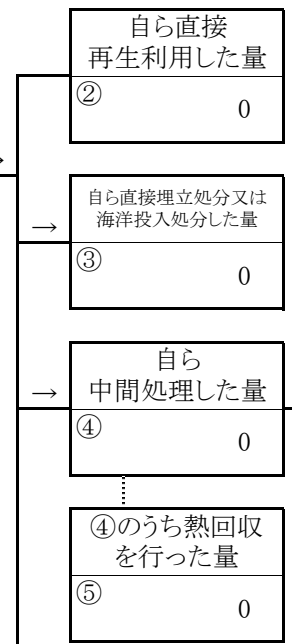 自ら直接
再生利用した量
②
0
→
自ら直接埋立処分又は
海洋投入処分した量
→
③
0
自ら
中間処理した量
→
④
0
④のうち熱回収
を行った量
⑤
0